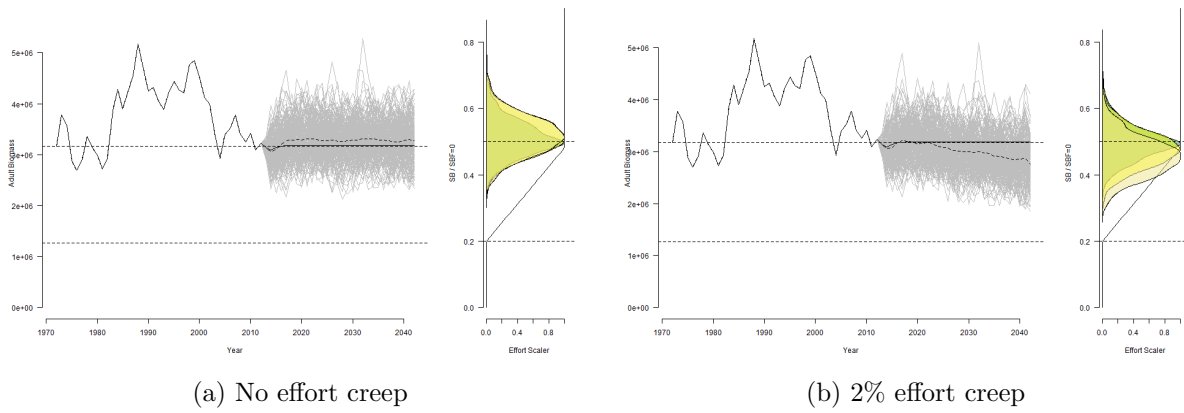 5e+06
4e+06
3e+06
2e+06
1e+06
0e+00
Adult Biomass
1970 1980 1990 2000 2010 2020 2030 2040
Year
0.8
0.6
0.4
0.2
0.0
SB / SBF=0
0.0 0.4 0.8
Effort Scaler
(a) No effort creep
5e+06
4e+06
3e+06
2e+06
1e+06
0e+00
Adult Biomass
1970 1980 1990 2000 2010 2020 2030 2040
Year
0.8
0.6
0.4
0.2
0.0
SB / SBF=0
0.0 0.4 0.8
Effort Scaler
(b) 2% effort creep